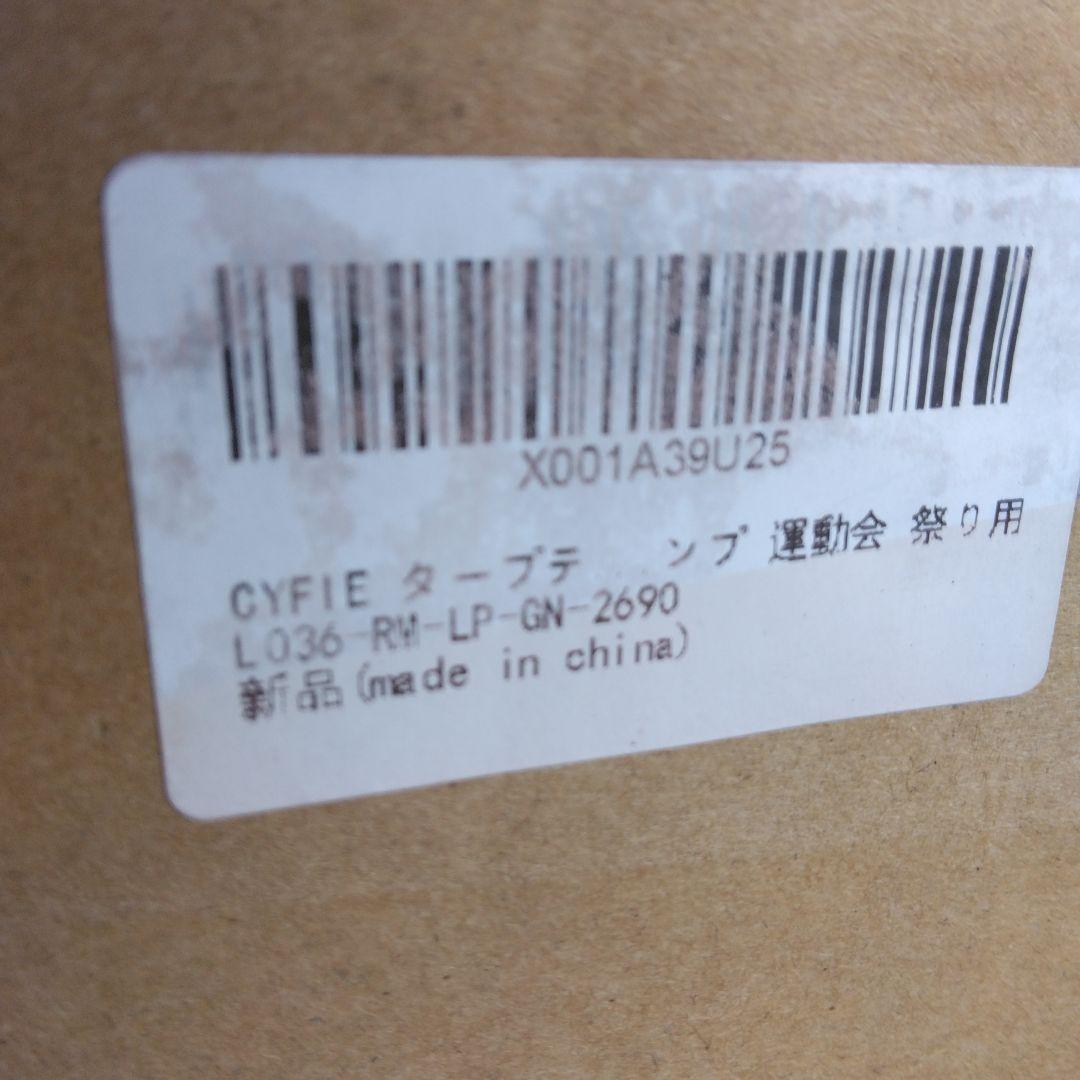 X001A39U25
CYFIE タープテ...ンプ 運動会 祭り用
L036-RM-LP-GN-2690
新品(made in china)